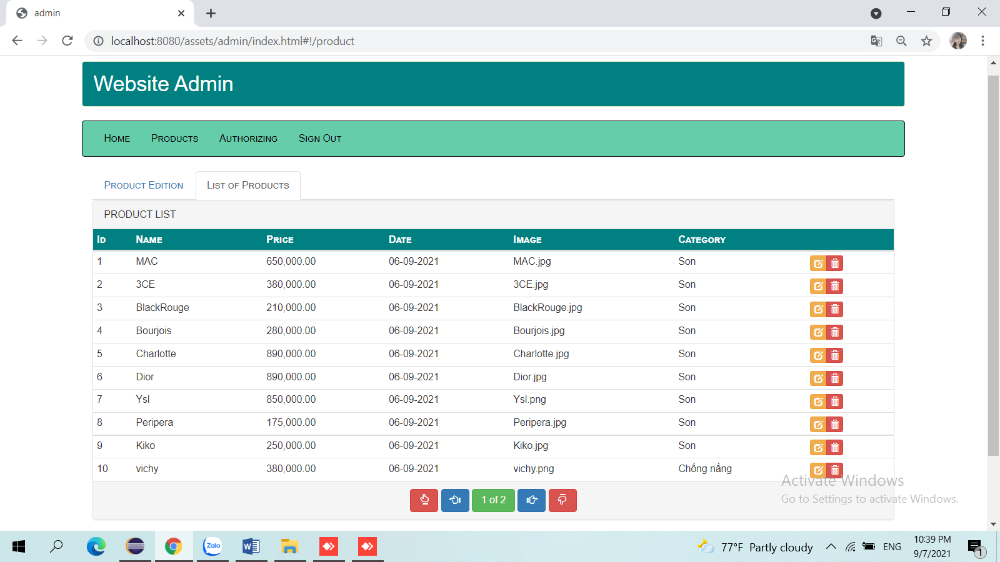 admin
localhost:8080/assets/admin/index.html#!/product
Website Admin
Home Products Authorizing Sign Out
Product Edition List of Products
PRODUCT LIST
Id Name Price Date Image Category
1 MAC 650,000.00 06-09-2021 MAC.jpg Son
2 3CE 380,000.00 06-09-2021 3CE.jpg Son
3 BlackRouge 210,000.00 06-09-2021 BlackRouge.jpg Son
4 Bourjois 280,000.00 06-09-2021 Bourjois.jpg Son
5 Charlotte 890,000.00 06-09-2021 Charlotte.jpg Son
6 Dior 890,000.00 06-09-2021 Dior.jpg Son
7 Ysl 850,000.00 06-09-2021 Ysl.png Son
8 Peripera 175,000.00 06-09-2021 Peripera.jpg Son
9 Kiko 250,000.00 06-09-2021 Kiko.jpg Son
10 vichy 380,000.00 06-09-2021 vichy.png Chống nắng
Activate Windows
Go to Settings to activate Windows.
1 of 2
Zalo
77°F Partly cloudy
ENG
10:39 PM
9/7/2021
1